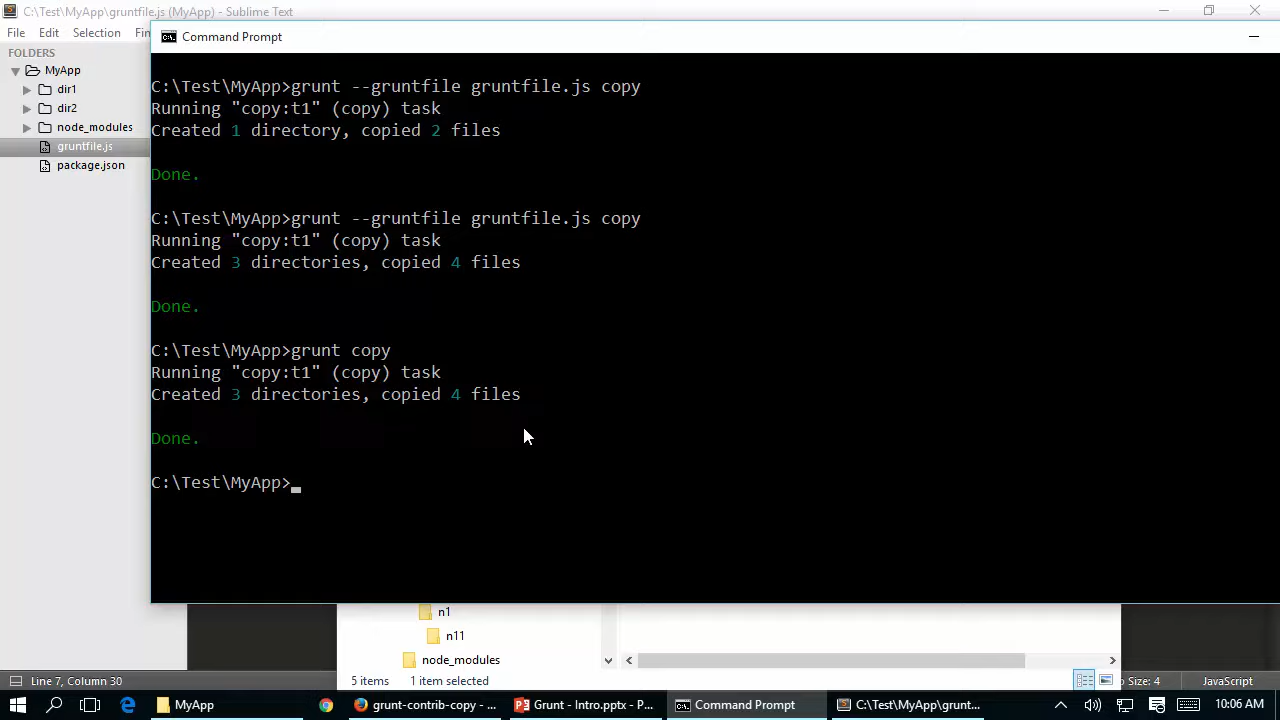 C:\Test\MyApp\gruntfile.js (MyApp) - Sublime Text
File Edit Selection Fin
Command Prompt
FOLDERS
MyApp
dir1
dir2
node_modules
gruntfile.js
package.json
C:\Test\MyApp>grunt --gruntfile gruntfile.js copy
Running "copy:t1" (copy) task
Created 1 directory, copied 2 files
Done.
C:\Test\MyApp>grunt --gruntfile gruntfile.js copy
Running "copy:t1" (copy) task
Created 3 directories, copied 4 files
Done.
C:\Test\MyApp>grunt copy
Running "copy:t1" (copy) task
Created 3 directories, copied 4 files
Done.
C:\Test\MyApp>
n1
n11
node_modules
5 items 1 item selected
Line 7, Column 30
b Size: 4 JavaScript
MyApp
grunt-contrib-copy - ...
Grunt - Intro.pptx - P...
Command Prompt
C:\Test\MyApp\grunt...
10:06 AM